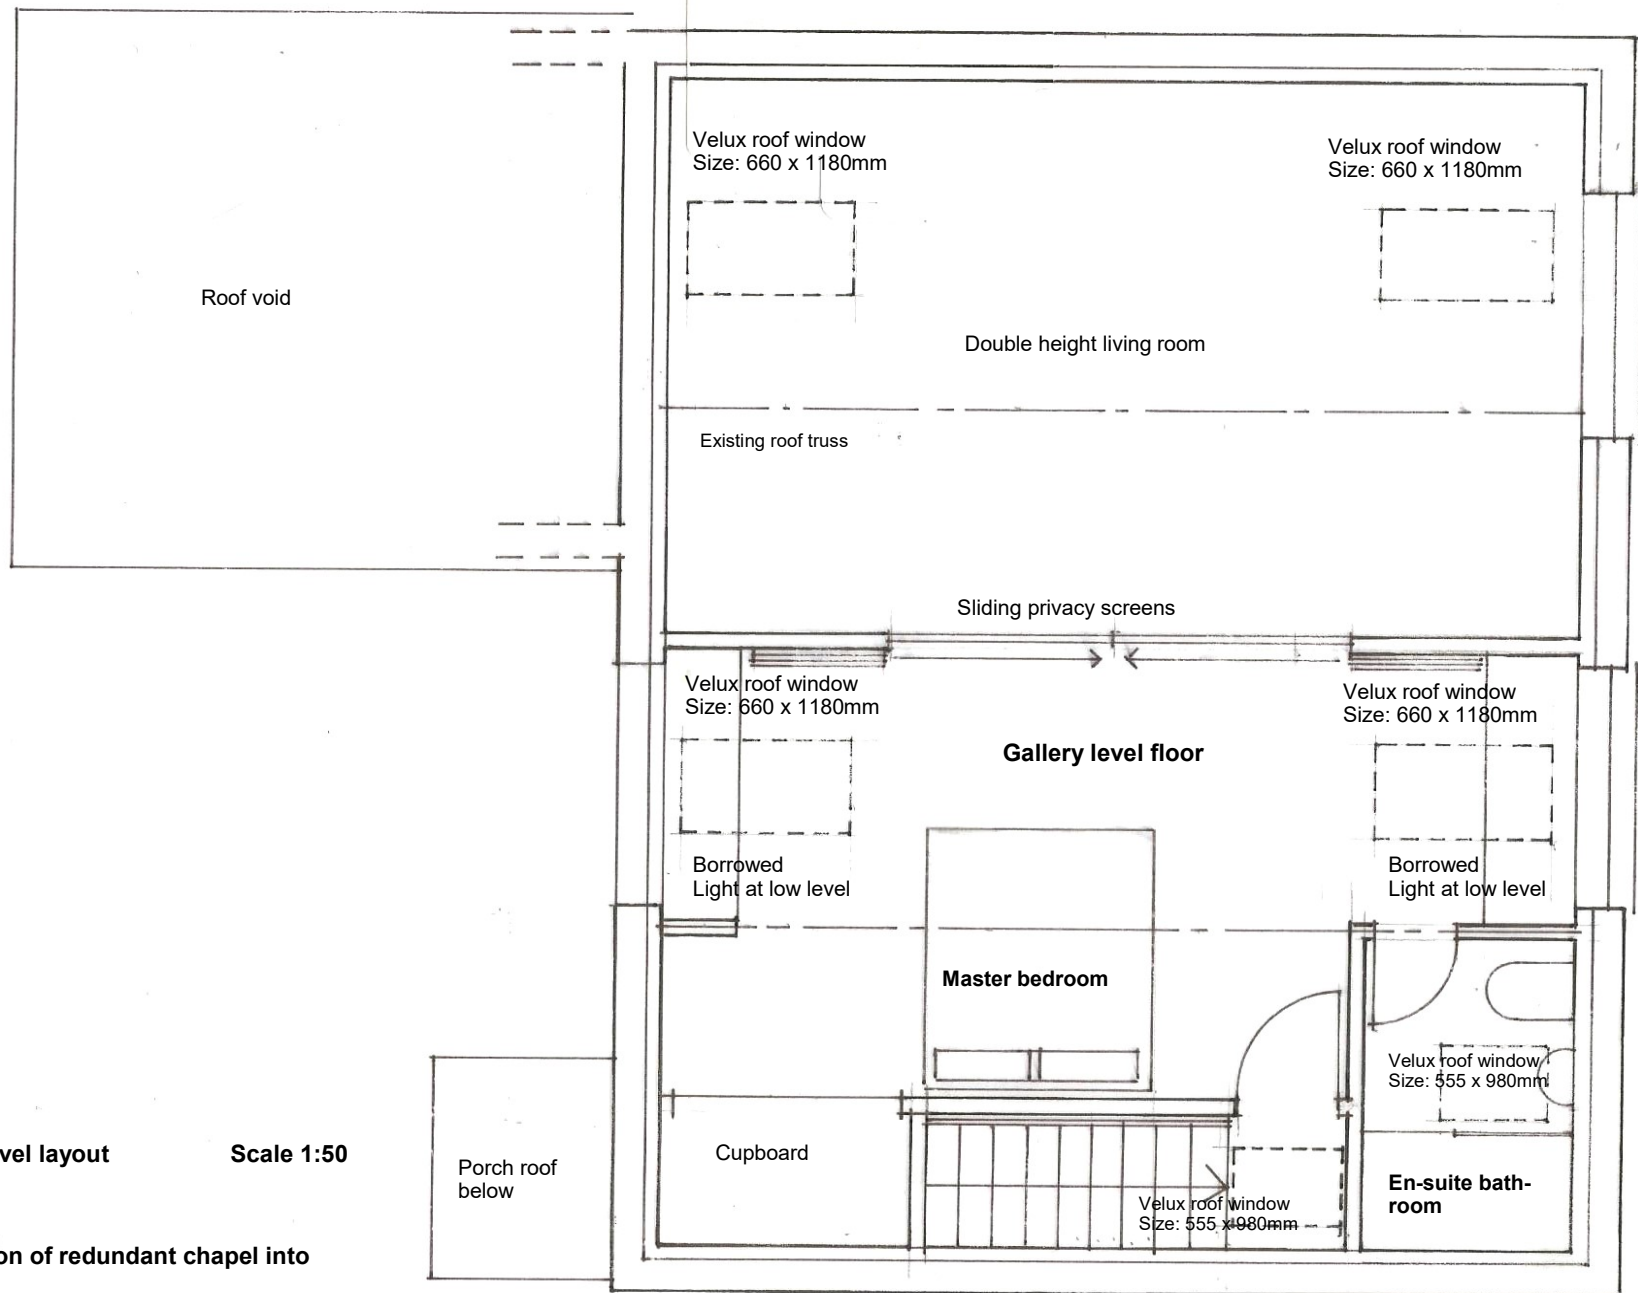 Velux roof window
Size: 660 x 1180mm
Velux roof window
Size: 660 x 1180mm
Roof void
Double height living room
Existing roof truss
Sliding privacy screens
Velux roof window
Size: 660 x 1180mm
Velux roof window
Size: 660 x 1180mm
Gallery level floor
Borrowed
Light at low level
Borrowed
Light at low level
Master bedroom
Velux roof window
Size: 555 x 980mm
Cupboard
Porch roof
below
Velux roof window
Size: 555 x 980mm
En-suite bath-
room
layout Scale 1:50
of redundant chapel into